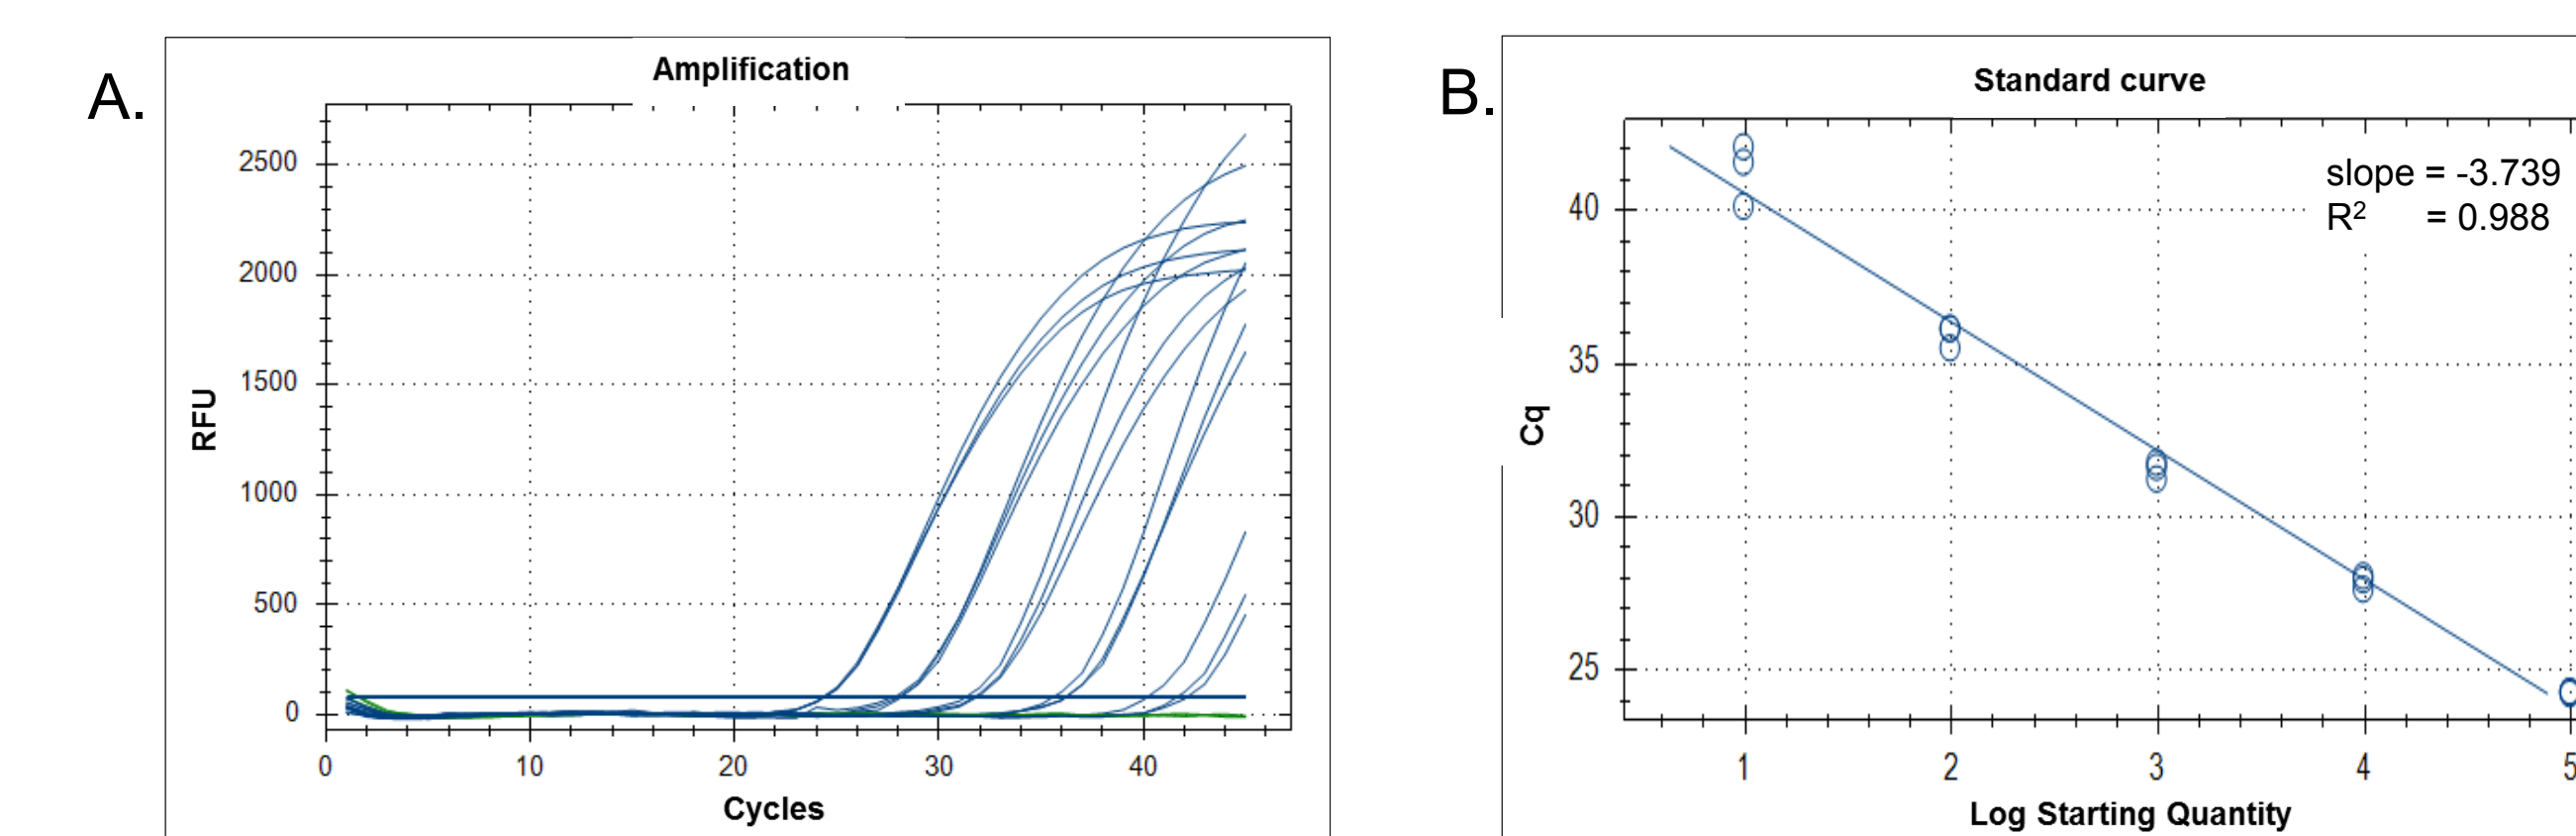 A.
Amplification
2500
2000
1500
1000
500
0
RFU
0 10 20 30 40
Cycles
B.
Standard curve
slope = -3.739
R² = 0.988
40
35
30
25
Cq
1 2 3 4 5
Log Starting Quantity